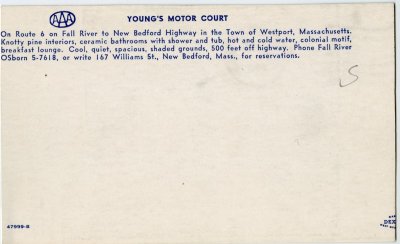 AAA
YOUNG'S MOTOR COURT
On Route 6 on Fall River to New Bedford Highway in the Town of Westport, Massachusetts.
Knotty pine interiors, ceramic bathrooms with shower and tub, hot and cold water, colonial motif,
breakfast lounge. Cool, quiet, spacious, shaded grounds, 500 feet off highway. Phone Fall River
OSborn 5-7618, or write 167 Williams St., New Bedford, Mass., for reservations.
S
47999-B
DEX